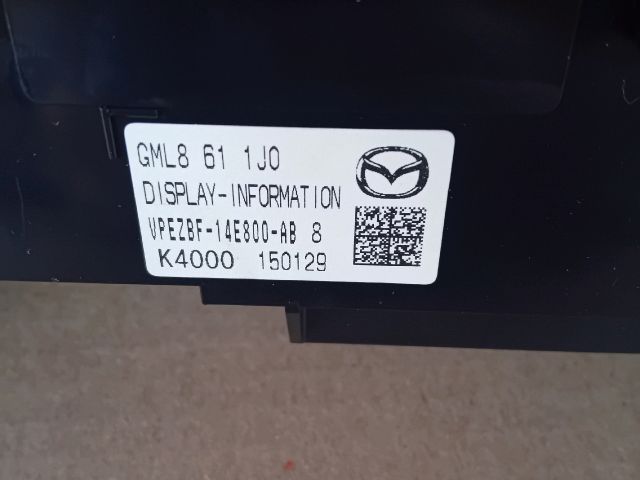 GML8 61 1J0
DISPLAY-INFORMATION
VPEZBF-14E800-AB 8
K4000 150129